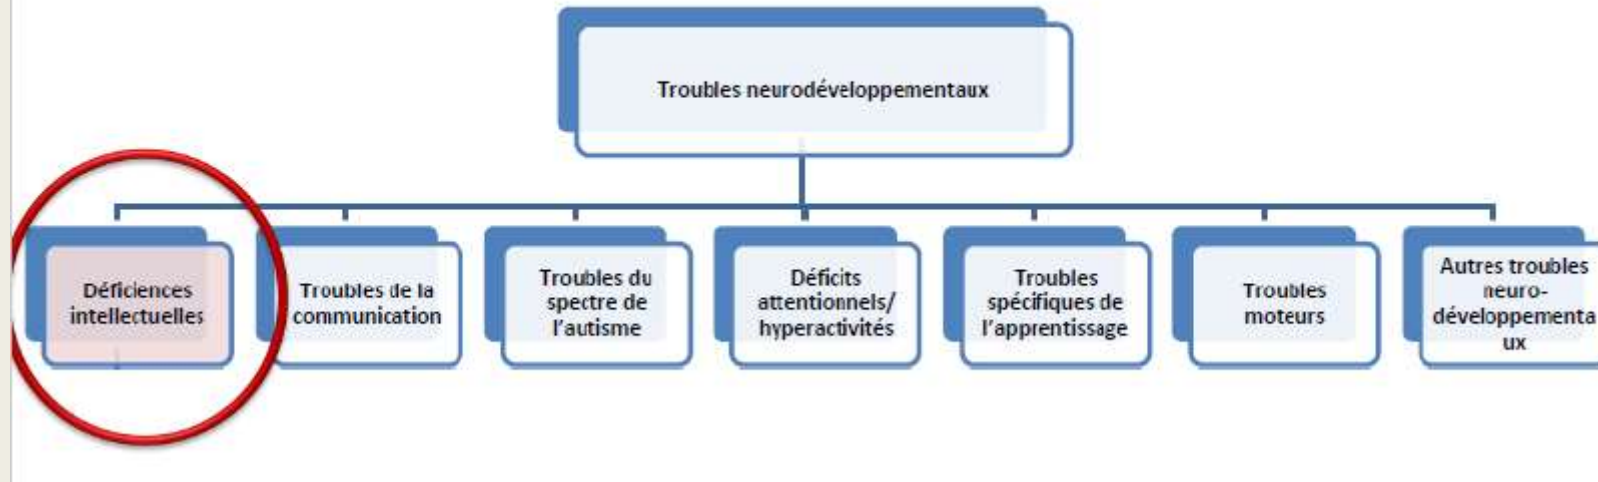 Troubles neurodéveloppementaux
Déficiences
intellectuelles
Troubles de la
communication
Troubles du
spectre de
l'autisme
Déficits
attentionnels/
hyperactivités
Troubles
spécifiques de
l'apprentissage
Troubles
moteurs
Autres troubles
neuro-
développementa
ux